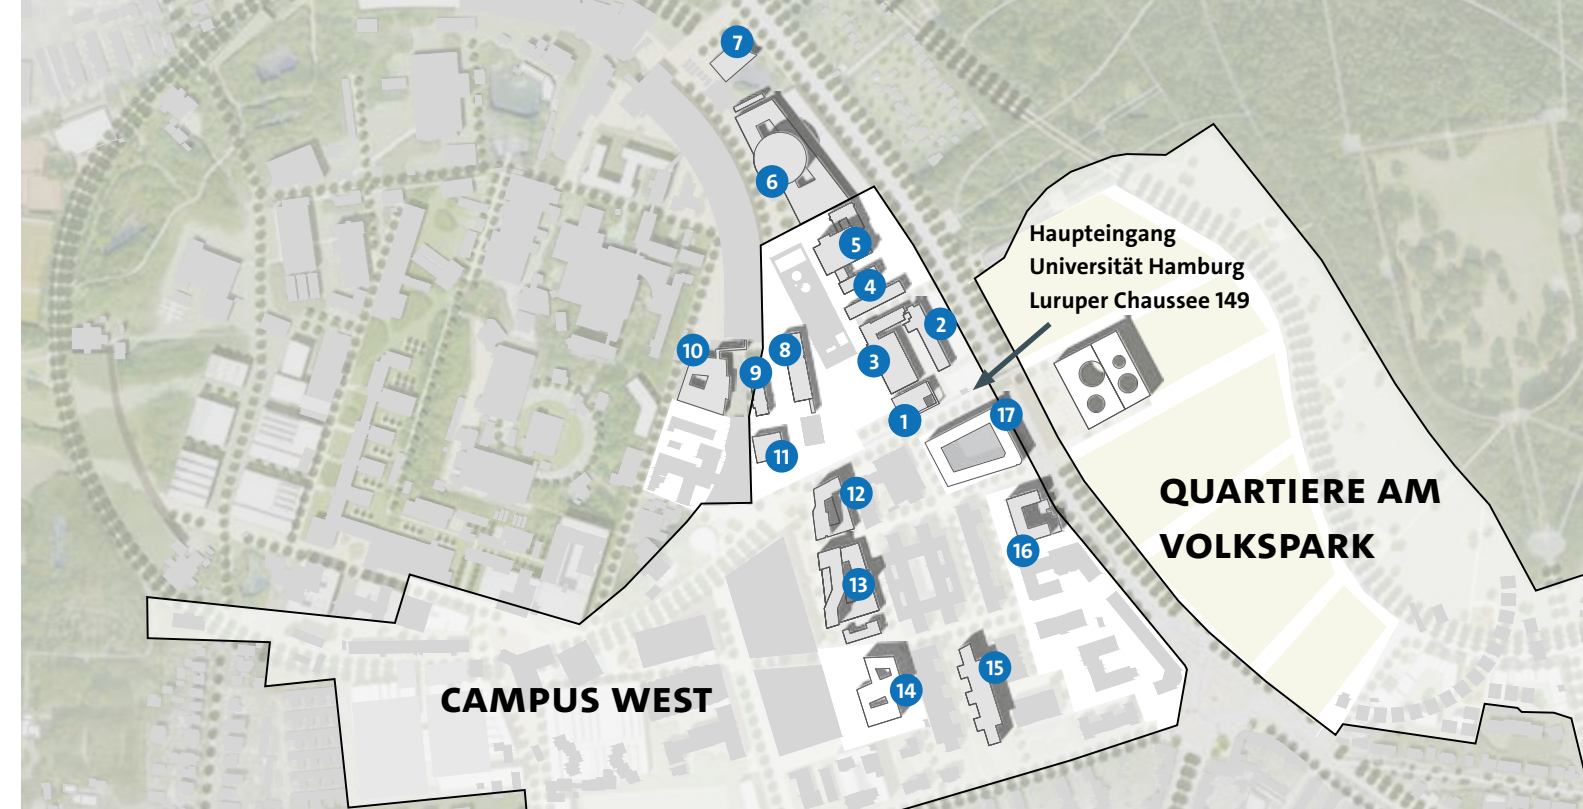 7
6
5
4
2
3
8
10
9
1
17
11
12
16
13
14
15
Haupteingang
Universität Hamburg
Luruper Chaussee 149
QUARTIERE AM
VOLKSPARK
CAMPUS WEST